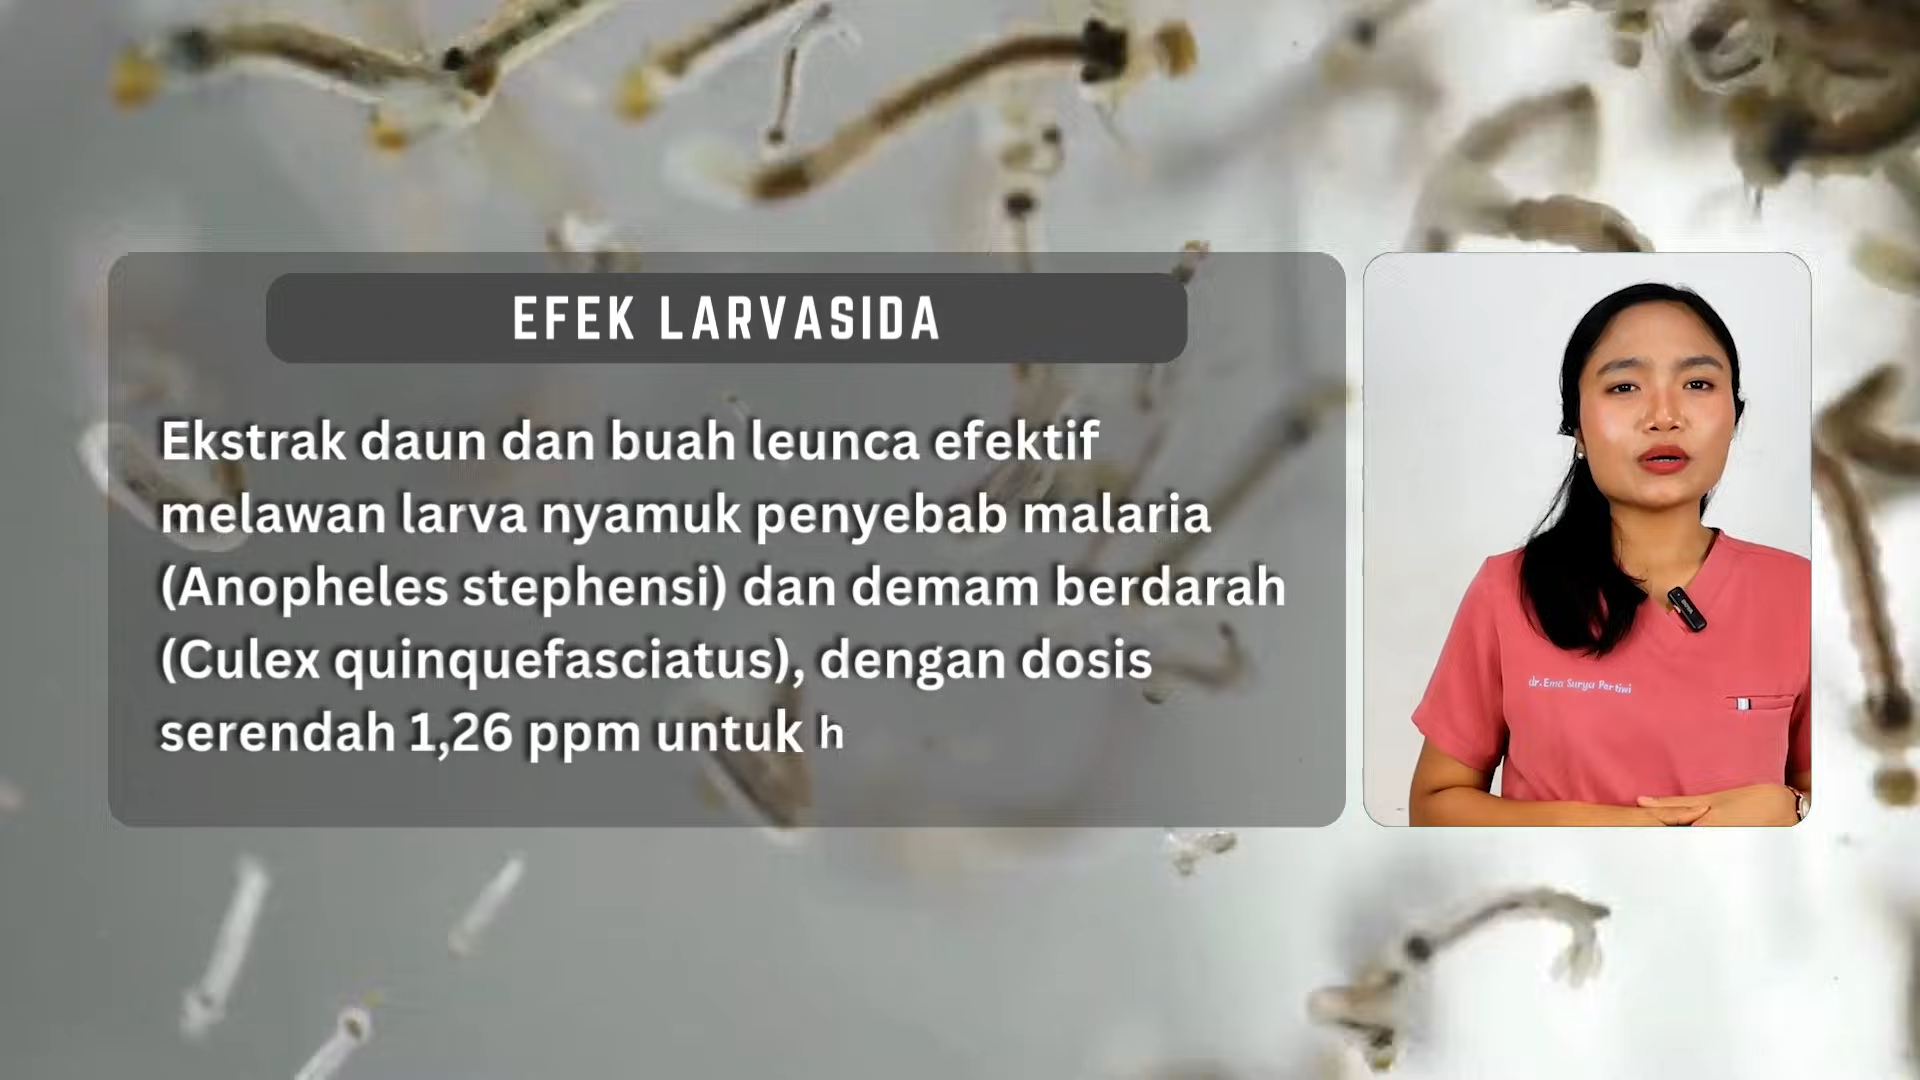 EFEK LARVASIDA
Ekstrak daun dan buah leunca efektif
melawan larva nyamuk penyebab malaria
(Anopheles stephensi) dan demam berdarah
(Culex quinquefasciatus), dengan dosis
serendah 1,26 ppm untuk h
dr. Ema Surya Pertiwi